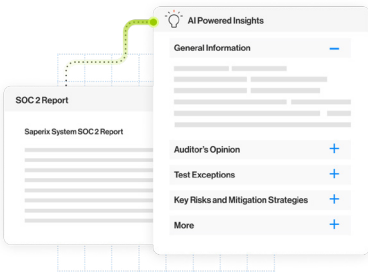 AI Powered Insights
General Information
SOC 2 Report
Saperix System SOC 2 Report
Auditor's Opinion
Test Exceptions
Key Risks and Mitigation Strategies
More